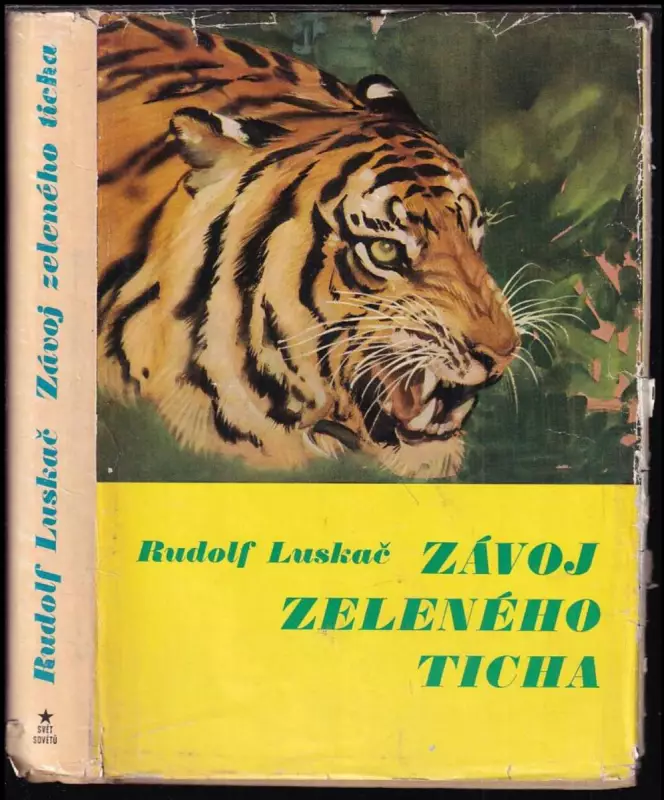 Rudolf Luskač Závoj zeleného ticha
SVĚT
SOVĚTŮ
Rudolf Luskač ZÁVOJ
ZELENÉHO
TICHA